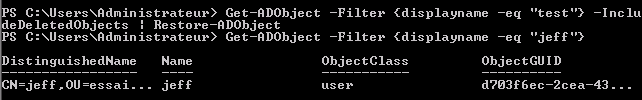 PS C:\Users\Administrateur> Get-ADObject -Filter {displayname -eq "test"} -Inclu
deDeletedObjects | Restore-ADObject
PS C:\Users\Administrateur> Get-ADObject -Filter {displayname -eq "jeff"}
DistinguishedName Name ObjectClass ObjectGUID
----------------- ---- ----------- ----------
CN=jeff,OU=essai... jeff user d703f6ec-2cea-43...